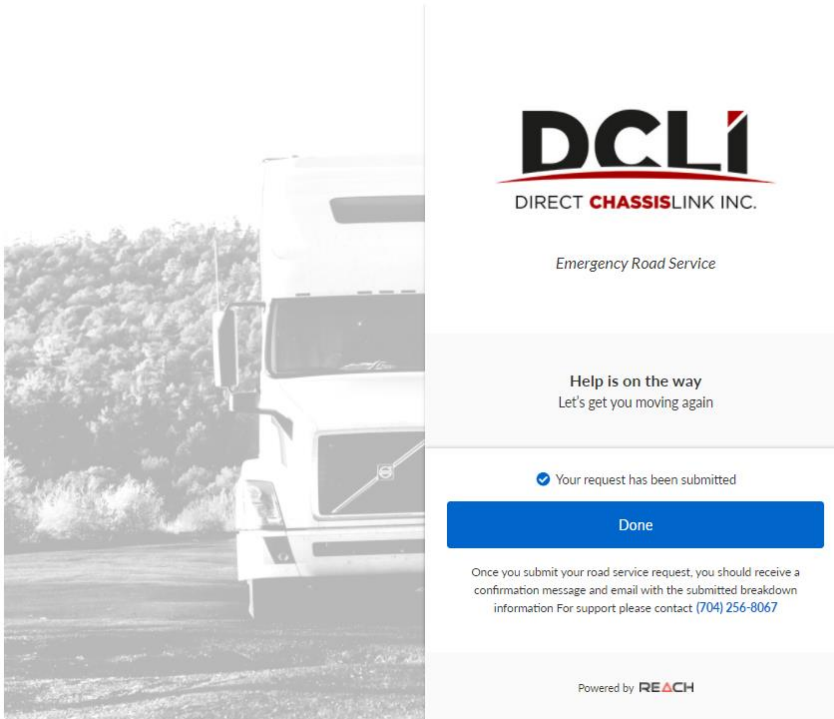 DCLI
DIRECT CHASSISLINK INC.
Emergency Road Service
Help is on the way
Let's get you moving again
Your request has been submitted
Done
Once you submit your road service request, you should receive a
confirmation message and email with the submitted breakdown
information For support please contact (704) 256-8067
Powered by REACH